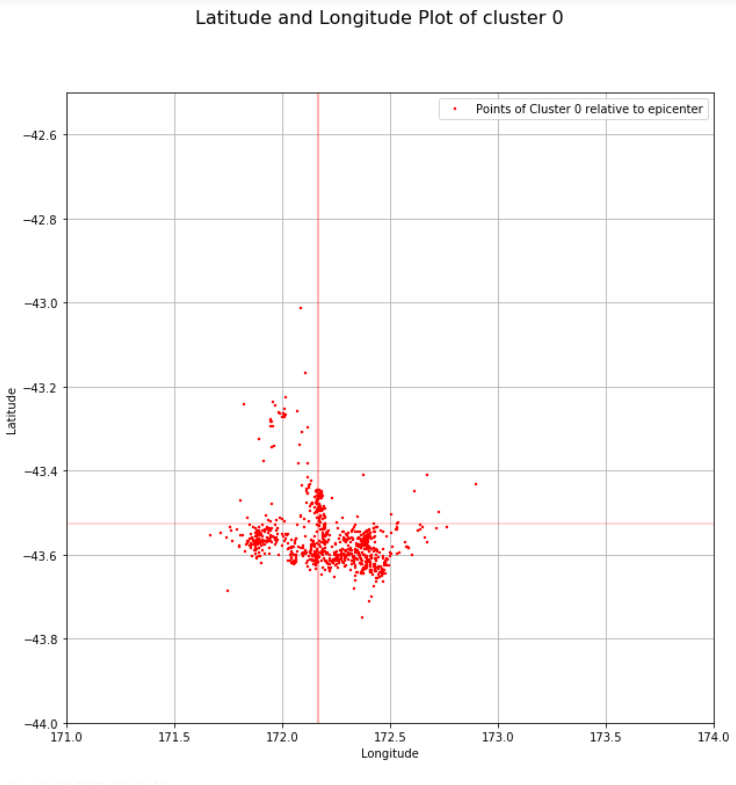 Latitude and Longitude Plot of cluster 0
Points of Cluster 0 relative to epicenter
−42.6
−42.8
−43.0
−43.2
−43.4
−43.6
−43.8
−44.0
Latitude
171.0 171.5 172.0 172.5 173.0 173.5 174.0
Longitude